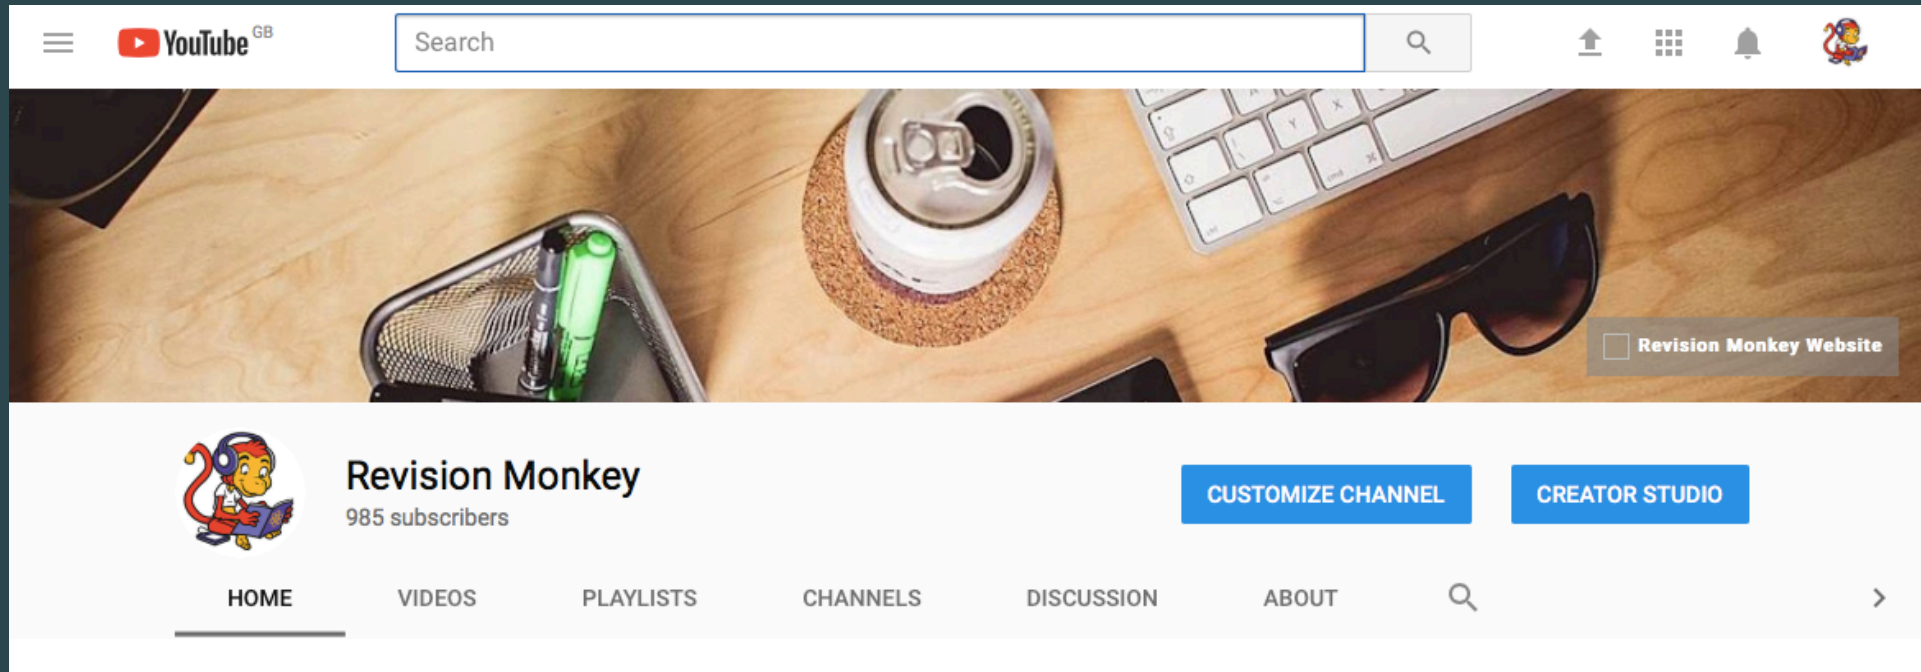 YouTube GB
Search
Revision Monkey Website
Revision Monkey
985 subscribers
CUSTOMIZE CHANNEL
CREATOR STUDIO
HOME VIDEOS PLAYLISTS CHANNELS DISCUSSION ABOUT